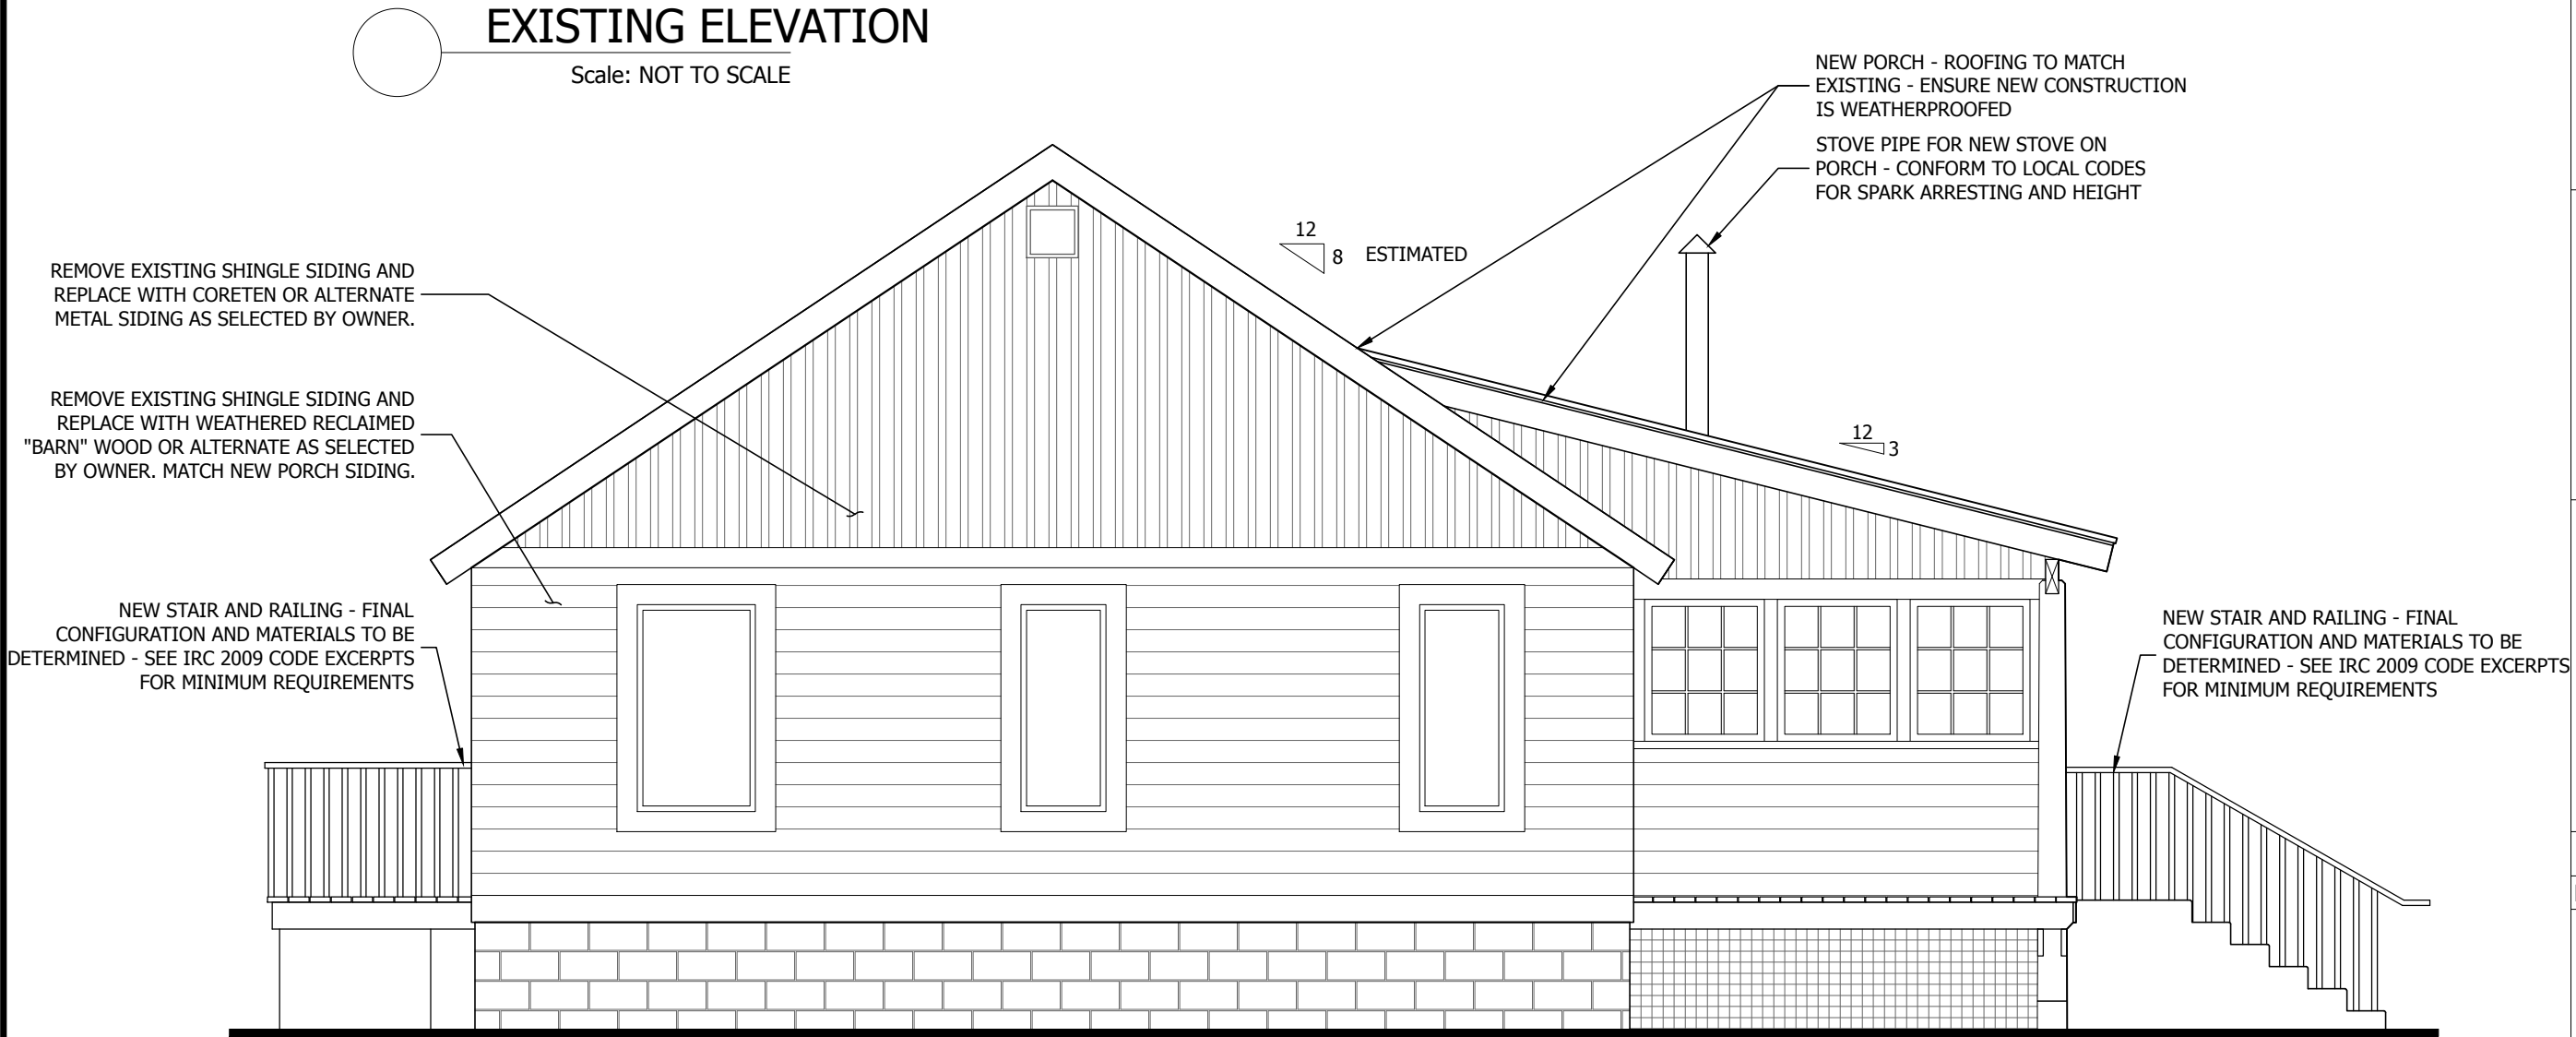 EXISTING ELEVATION
Scale: NOT TO SCALE
NEW PORCH - ROOFING TO MATCH
EXISTING - ENSURE NEW CONSTRUCTION
IS WEATHERPROOFED
STOVE PIPE FOR NEW STOVE ON
PORCH - CONFORM TO LOCAL CODES
FOR SPARK ARRESTING AND HEIGHT
12
8 ESTIMATED
REMOVE EXISTING SHINGLE SIDING AND
REPLACE WITH CORETEN OR ALTERNATE
METAL SIDING AS SELECTED BY OWNER.
REMOVE EXISTING SHINGLE SIDING AND
REPLACE WITH WEATHERED RECLAIMED
"BARN" WOOD OR ALTERNATE AS SELECTED
BY OWNER. MATCH NEW PORCH SIDING.
12
3
NEW STAIR AND RAILING - FINAL
CONFIGURATION AND MATERIALS TO BE
DETERMINED - SEE IRC 2009 CODE EXCERPTS
FOR MINIMUM REQUIREMENTS
NEW STAIR AND RAILING - FINAL
CONFIGURATION AND MATERIALS TO BE
DETERMINED - SEE IRC 2009 CODE EXCERPTS
FOR MINIMUM REQUIREMENTS